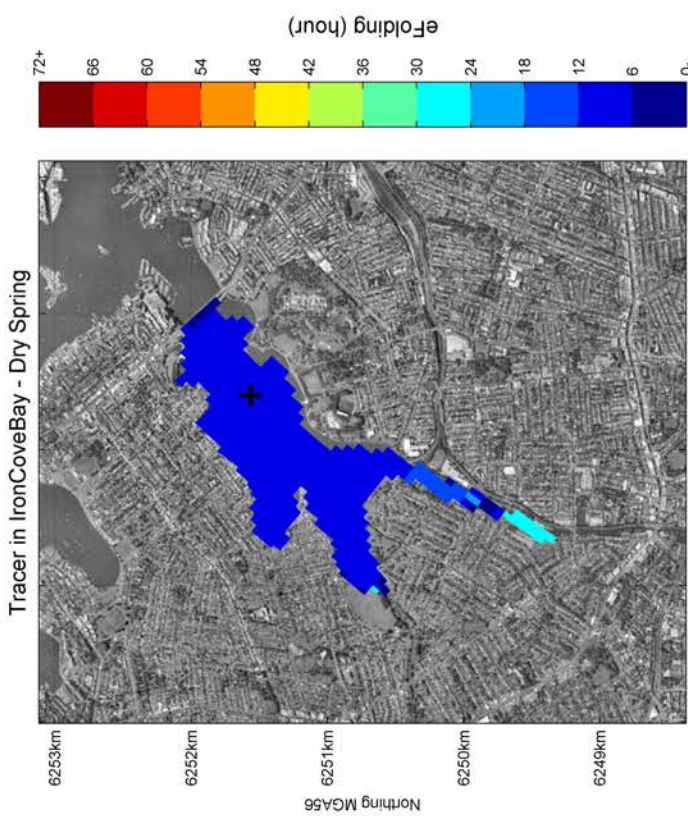 Tracer in IronCoveBay - Dry Spring
6253km
6252km
6251km
6250km
6249km
Northing MGA56
72+
66
60
54
48
42
36
30
24
18
12
6
0
eFolding (hour)